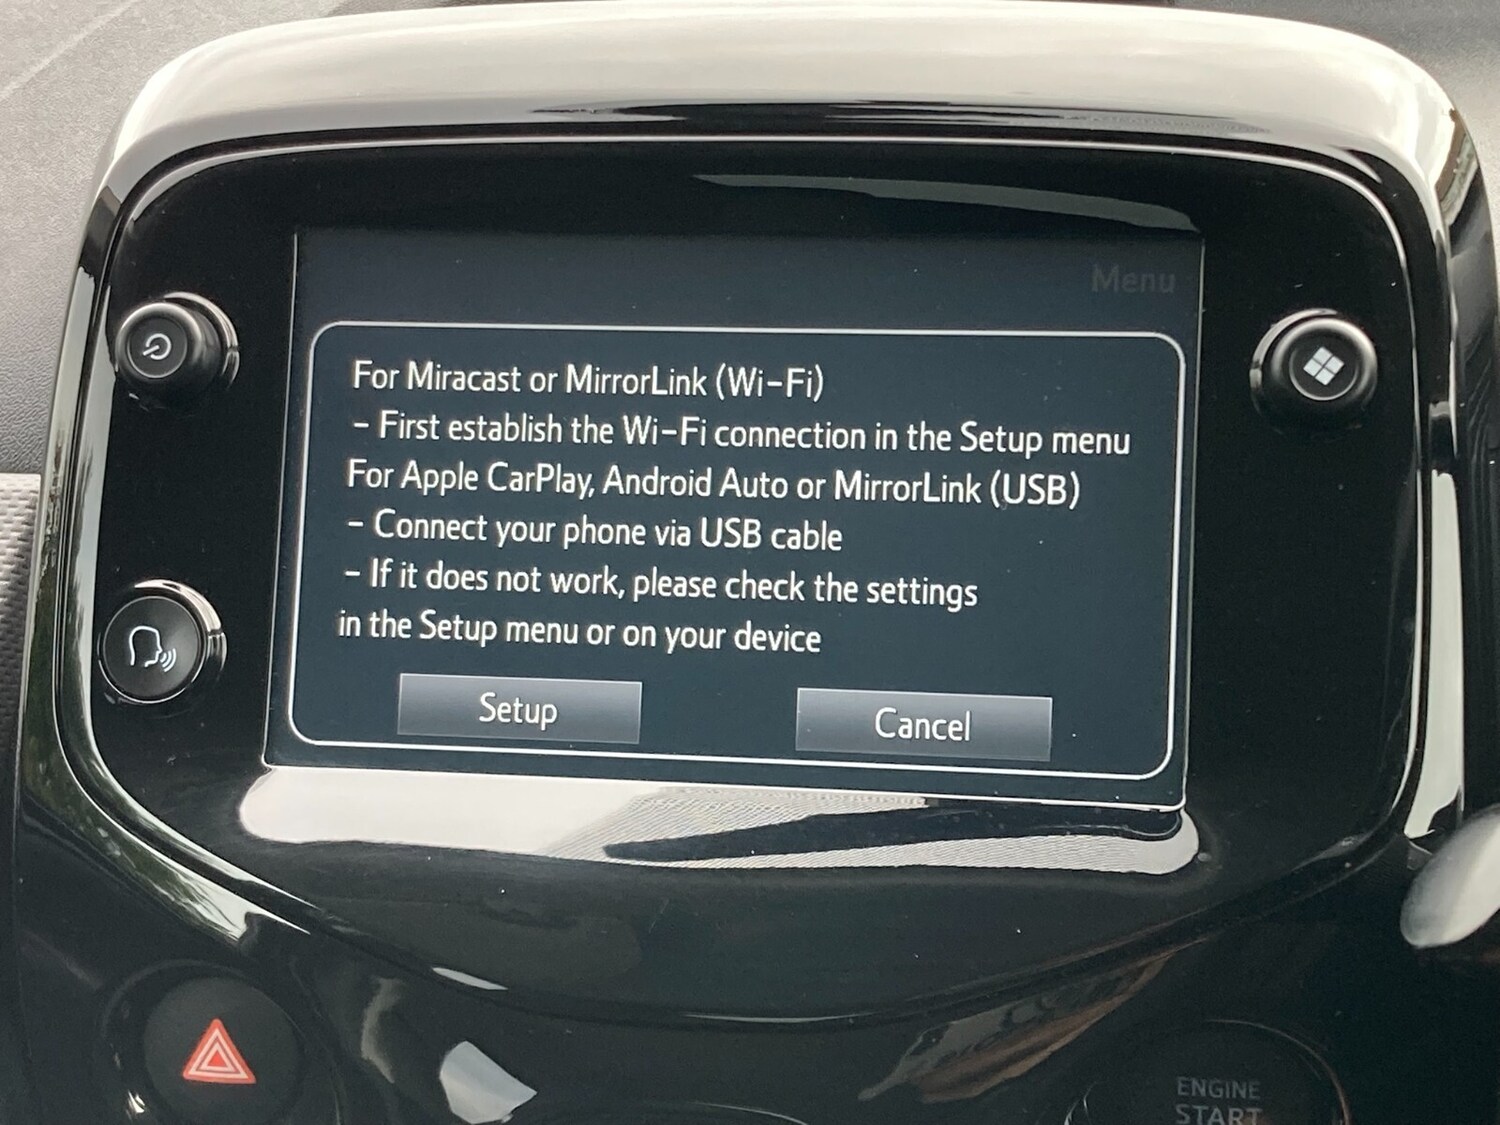 Menu
For Miracast or MirrorLink (Wi-Fi)
- First establish the Wi-Fi connection in the Setup menu
For Apple CarPlay, Android Auto or MirrorLink (USB)
- Connect your phone via USB cable
- If it does not work, please check the settings
in the Setup menu or on your device
Setup
Cancel
ENGINE
START